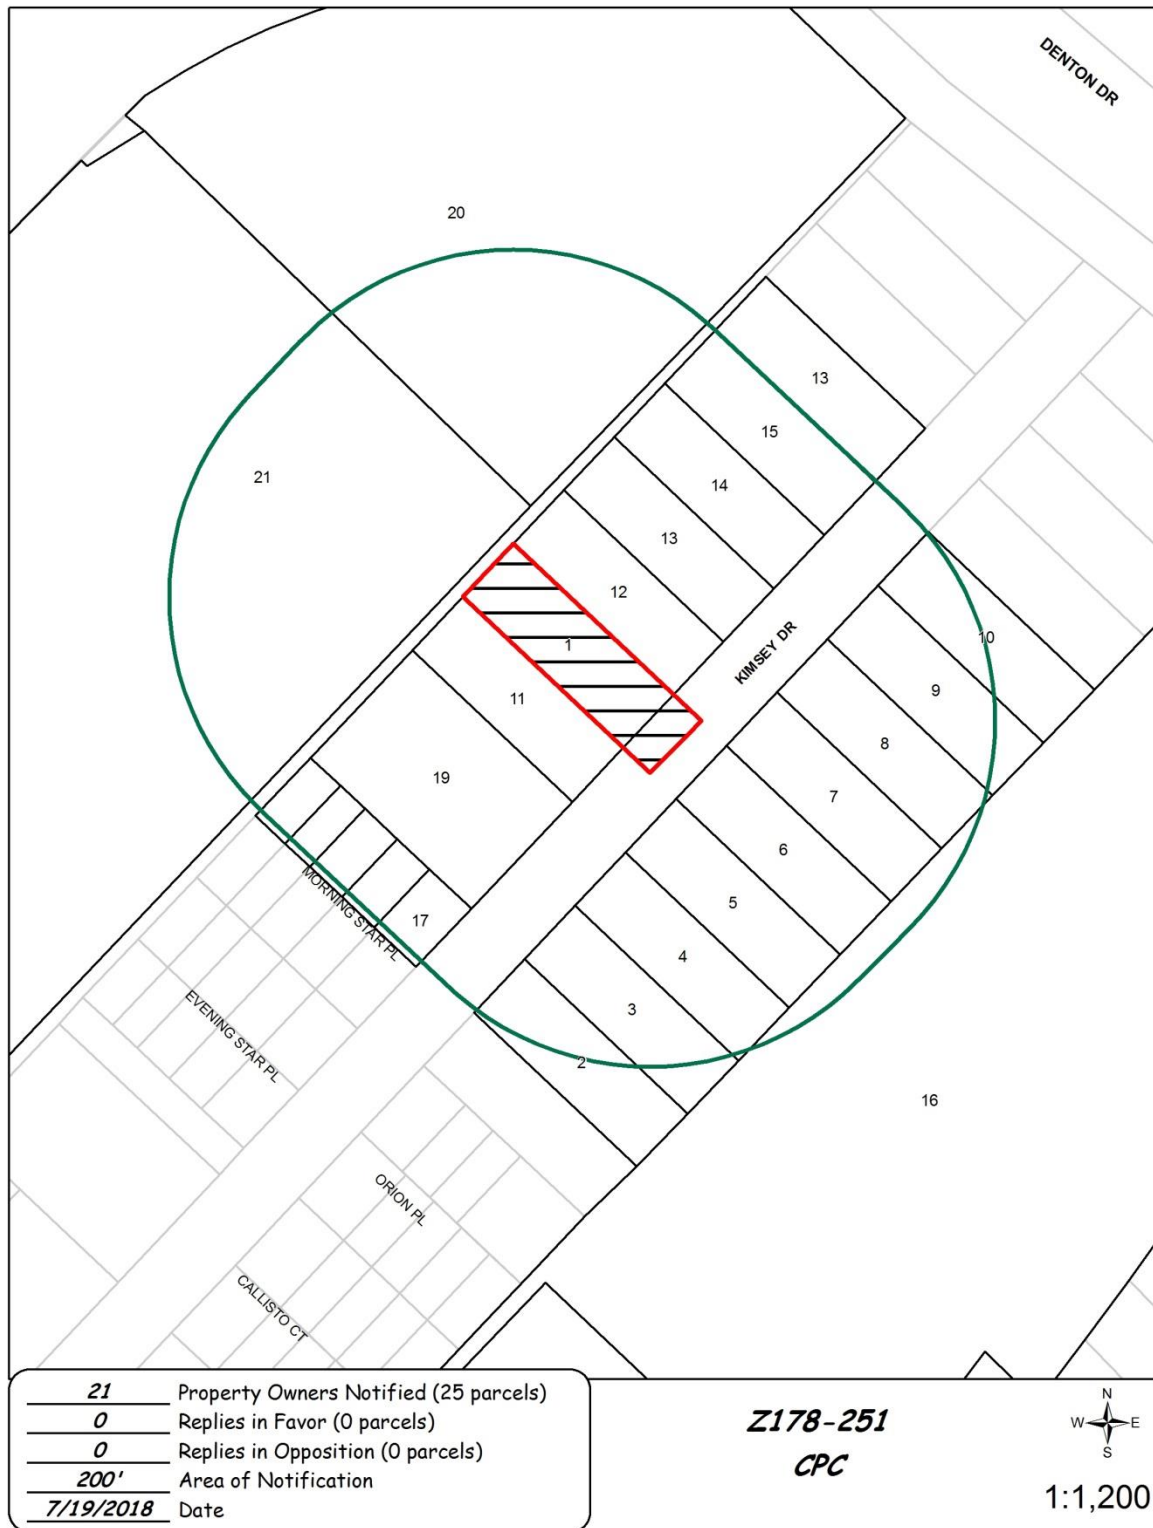 DENTON DR
20
13
15
21
14
13
12
KIMSEY DR
10
1
9
11
8
19
7
6
MORNING STAR PL
17
5
4
EVENING STAR PL
3
2
16
ORION PL
CALLISTO CT
21 Property Owners Notified (25 parcels)
0 Replies in Favor (0 parcels)
0 Replies in Opposition (0 parcels)
200' Area of Notification
7/19/2018 Date
Z178-251
CPC
N
W E
S
1:1,200